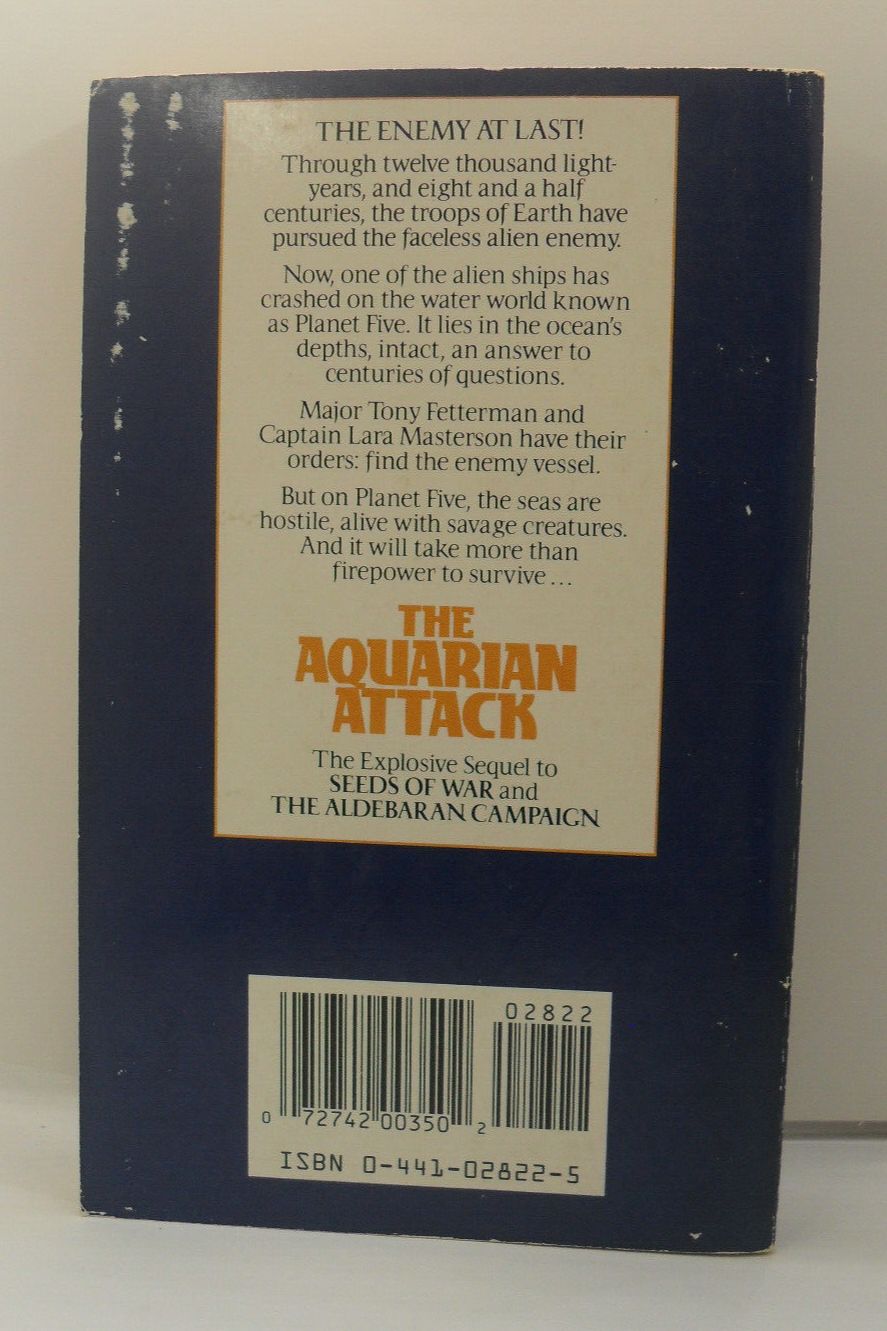 THE ENEMY AT LAST!
Through twelve thousand light-
years, and eight and a half
centuries, the troops of Earth have
pursued the faceless alien enemy.
Now, one of the alien ships has
crashed on the water world known
as Planet Five. It lies in the ocean's
depths, intact, an answer to
centuries of questions.
Major Tony Fetterman and
Captain Lara Masterson have their
orders: find the enemy vessel.
But on Planet Five, the seas are
hostile, alive with savage creatures.
And it will take more than
firepower to survive...
THE
AQUARIAN
ATTACK
The Explosive Sequel to
SEEDS OF WAR and
THE ALDEBARAN CAMPAIGN
02822
0 72742 00350 2
ISBN 0-441-02822-5